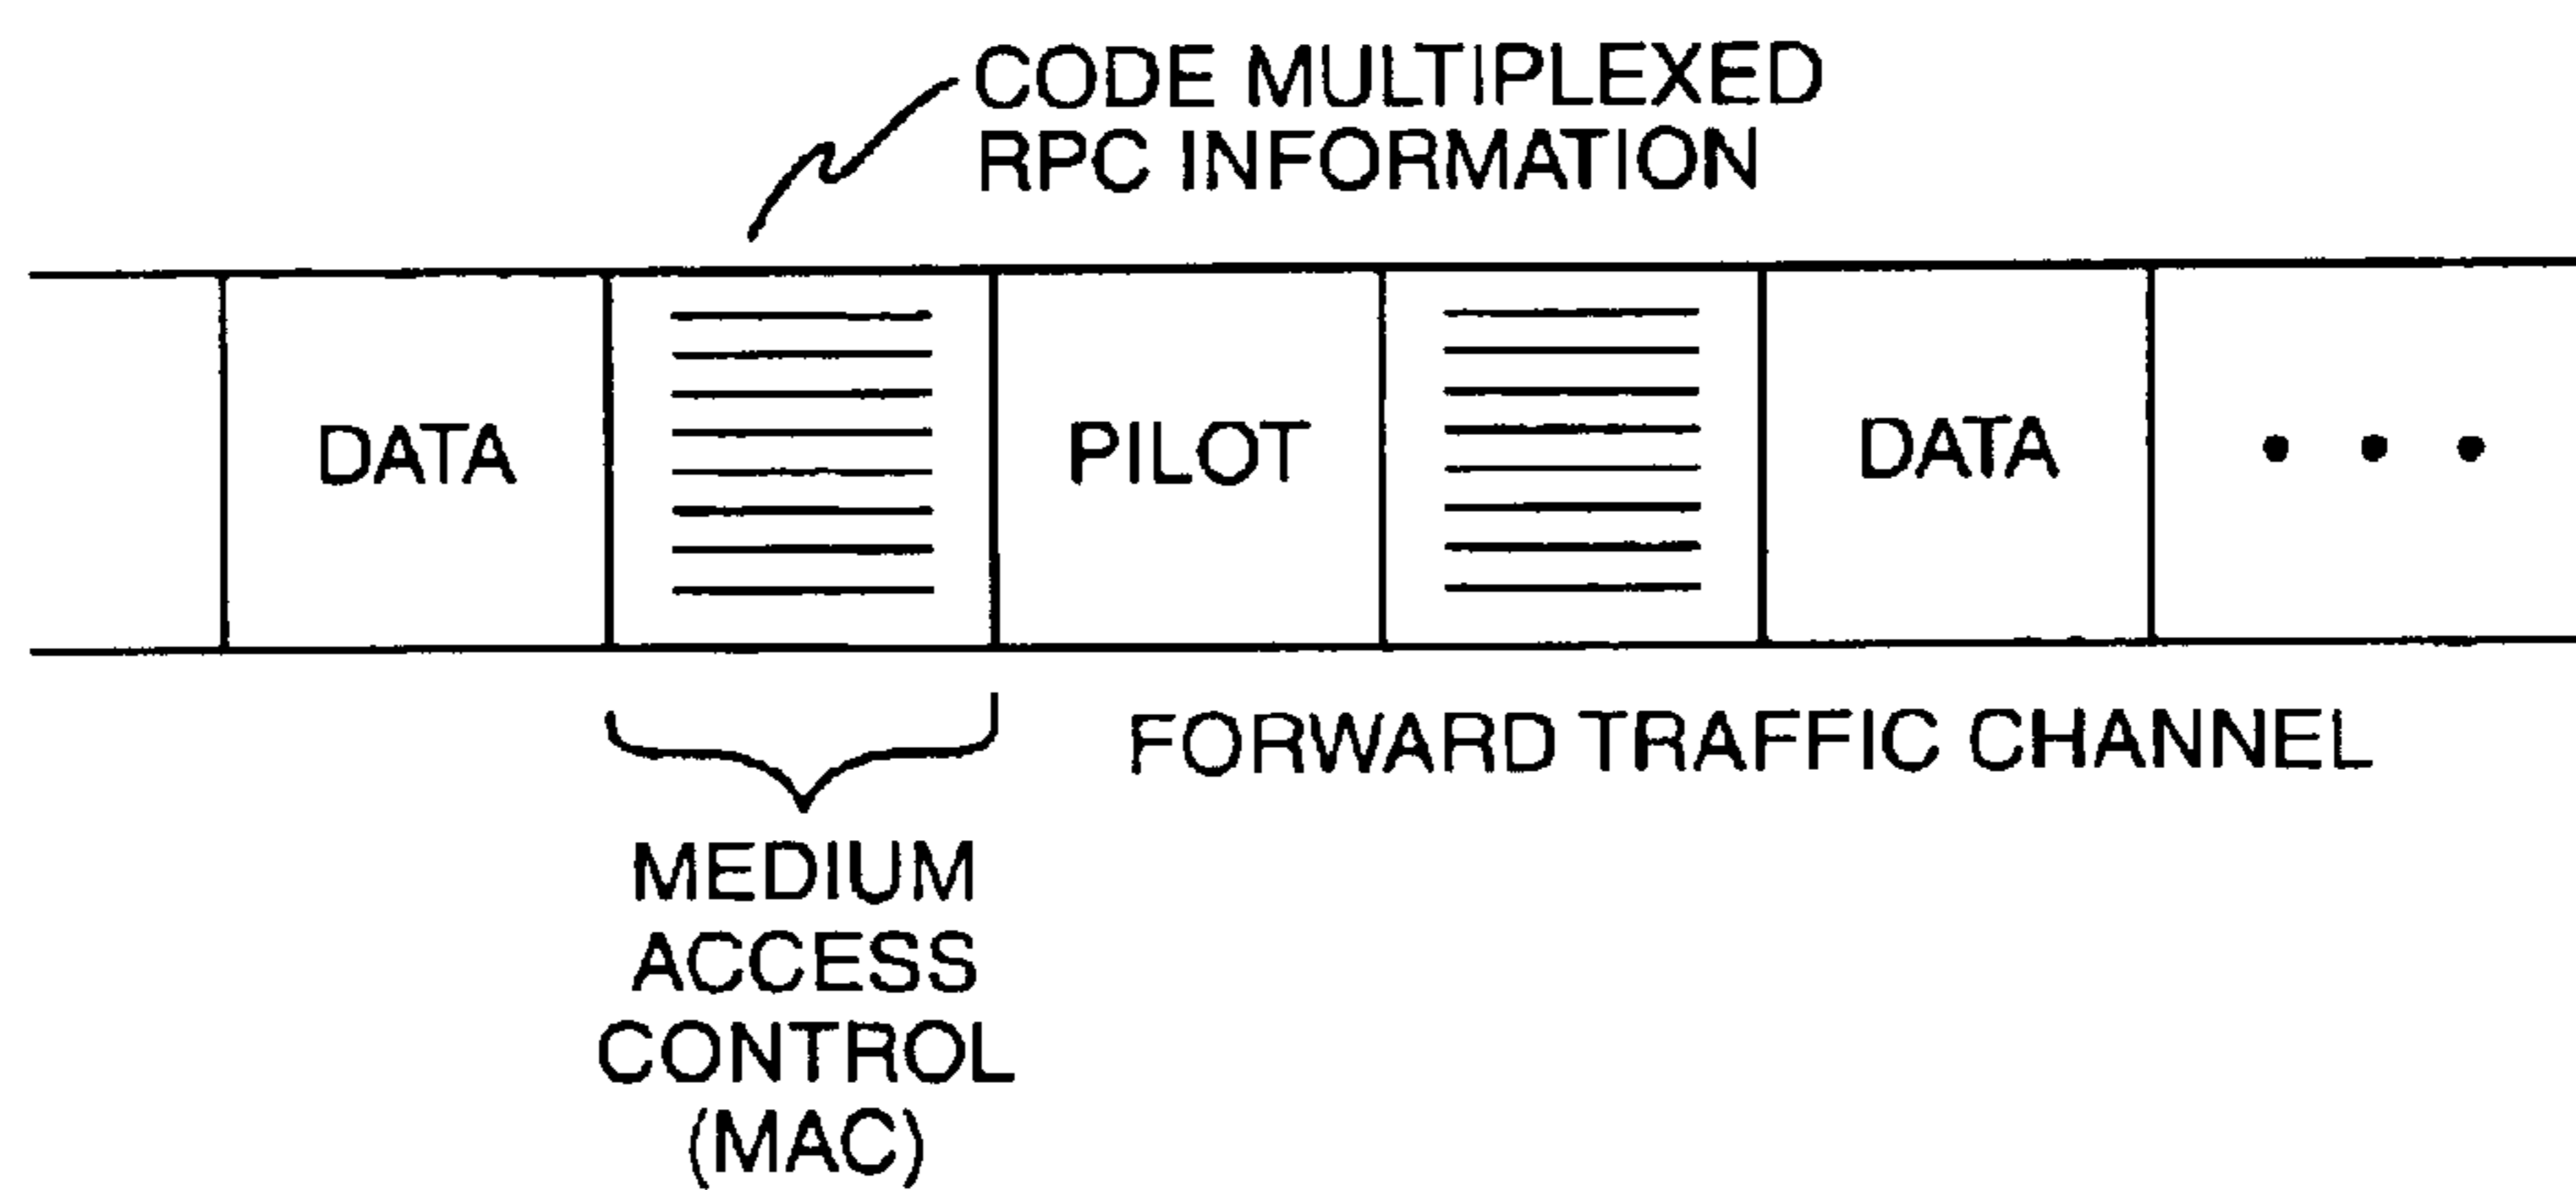 CODE MULTIPLEXED
RPC INFORMATION
DATA
PILOT
DATA
• • •
FORWARD TRAFFIC CHANNEL
MEDIUM
ACCESS
CONTROL
(MAC)